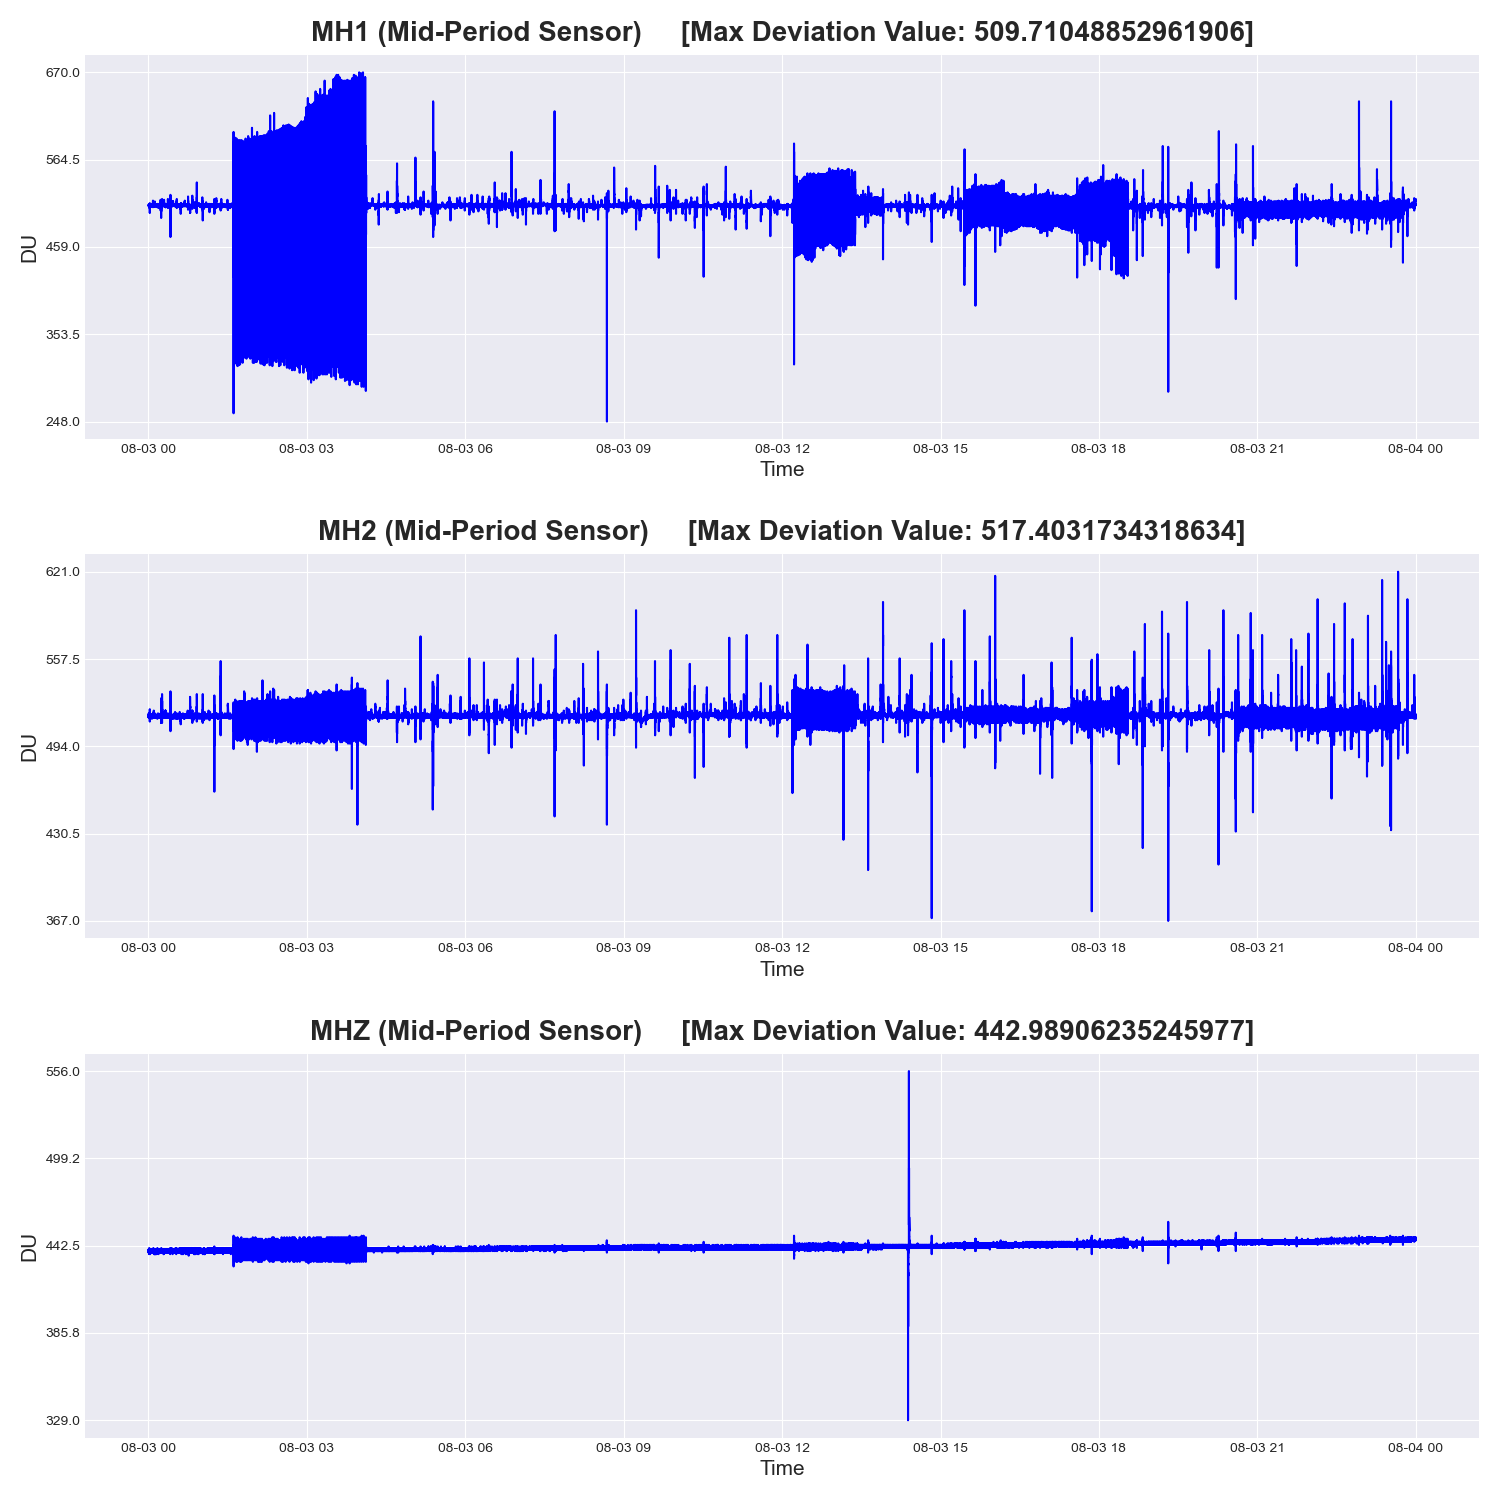 MH1 (Mid-Period Sensor) [Max Deviation Value: 509.71048852961906]
670.0
564.5
459.0
353.5
248.0
DU
08-03 00 08-03 03 08-03 06 08-03 09 08-03 12 08-03 15 08-03 18 08-03 21 08-04 00
Time
MH2 (Mid-Period Sensor) [Max Deviation Value: 517.4031734318634]
621.0
557.5
494.0
430.5
367.0
DU
08-03 00 08-03 03 08-03 06 08-03 09 08-03 12 08-03 15 08-03 18 08-03 21 08-04 00
Time
MHZ (Mid-Period Sensor) [Max Deviation Value: 442.98906235245977]
556.0
499.2
442.5
385.8
329.0
DU
08-03 00 08-03 03 08-03 06 08-03 09 08-03 12 08-03 15 08-03 18 08-03 21 08-04 00
Time